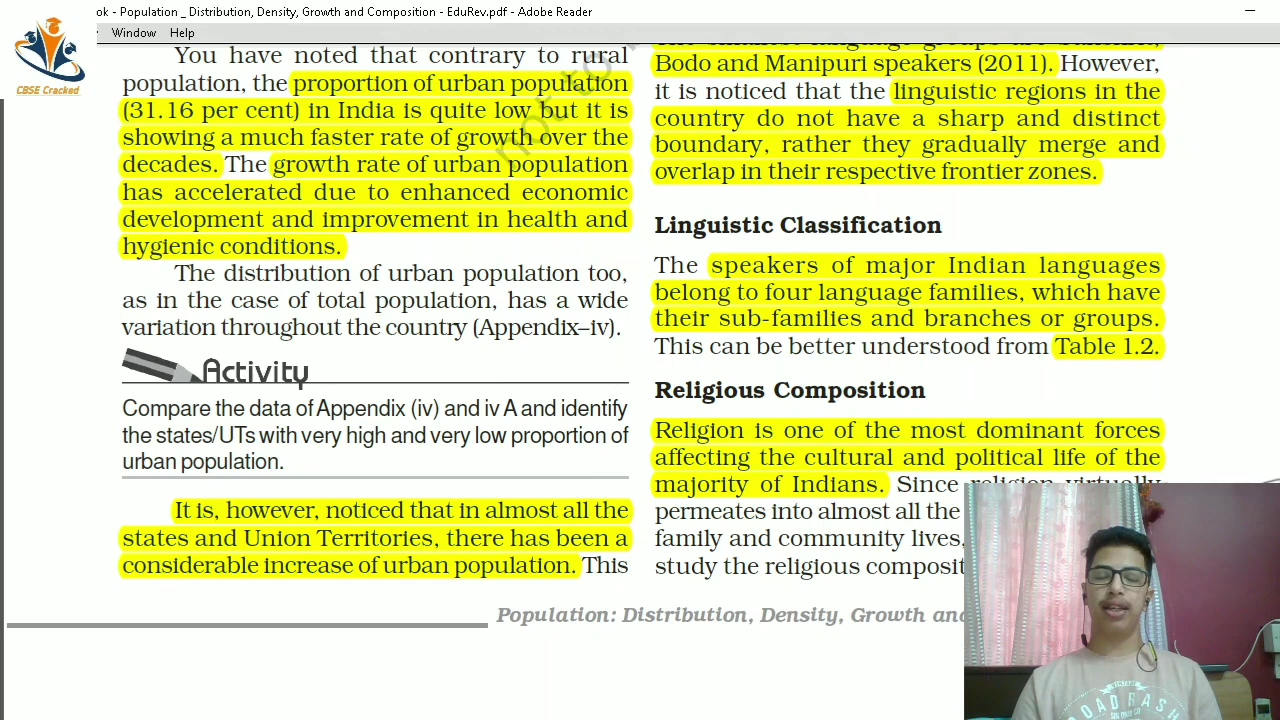 ok - Population _ Distribution, Density, Growth and Composition - EduRev.pdf - Adobe Reader
Window Help
CBSE Cracked
You have noted that contrary to rural
population, the proportion of urban population
(31.16 per cent) in India is quite low but it is
showing a much faster rate of growth over the
decades. The growth rate of urban population
has accelerated due to enhanced economic
development and improvement in health and
hygienic conditions.
The distribution of urban population too,
as in the case of total population, has a wide
variation throughout the country (Appendix–iv).
Activity
Compare the data of Appendix (iv) and iv A and identify
the states/UTs with very high and very low proportion of
urban population.
It is, however, noticed that in almost all the
states and Union Territories, there has been a
considerable increase of urban population. This
not to
Bodo and Manipuri speakers (2011). However,
it is noticed that the linguistic regions in the
country do not have a sharp and distinct
boundary, rather they gradually merge and
overlap in their respective frontier zones.
Linguistic Classification
The speakers of major Indian languages
belong to four language families, which have
their sub-families and branches or groups.
This can be better understood from Table 1.2.
Religious Composition
Religion is one of the most dominant forces
affecting the cultural and political life of the
majority of Indians. Since religion virtually
permeates into almost all the
family and community lives,
study the religious composit
Population: Distribution, Density, Growth an